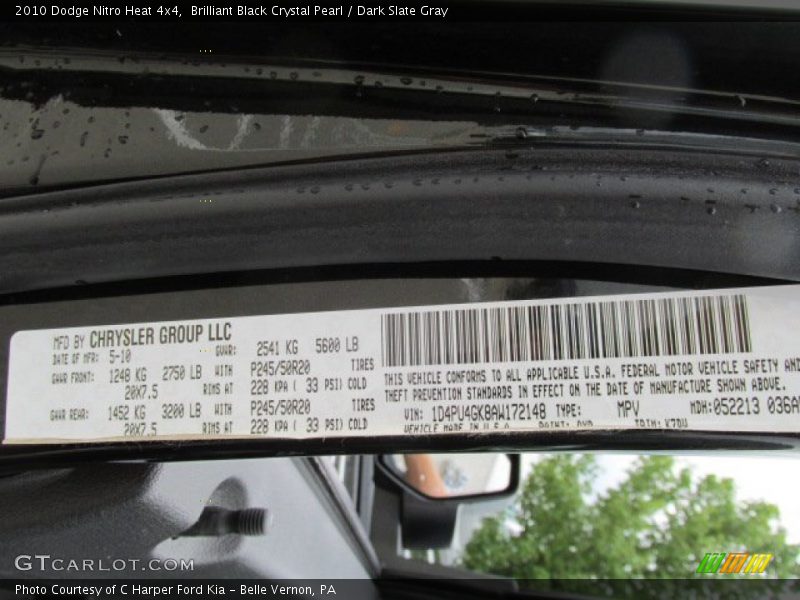 2010 Dodge Nitro Heat 4x4, Brilliant Black Crystal Pearl / Dark Slate Gray
MFD BY CHRYSLER GROUP LLC
DATE OF MFR: 5-10 GVWR: 2541 KG 5600 LB
GAWR FRONT: 1248 KG 2750 LB WITH P245/50R20 TIRES
20X7.5 RIMS AT 228 KPA ( 33 PSI) COLD
GAWR REAR: 1452 KG 3200 LB WITH P245/50R20 TIRES
20X7.5 RIMS AT 228 KPA ( 33 PSI) COLD
THIS VEHICLE CONFORMS TO ALL APPLICABLE U.S.A. FEDERAL MOTOR VEHICLE SAFETY AND
THEFT PREVENTION STANDARDS IN EFFECT ON THE DATE OF MANUFACTURE SHOWN ABOVE.
VIN: 1D4PU4GK8AW172148 TYPE: MPV MDH: 052213 036A
VEHICLE MADE IN U.S.A. PAINT: TRIM:
GTCARLOT.COM
Photo Courtesy of C Harper Ford Kia - Belle Vernon, PA